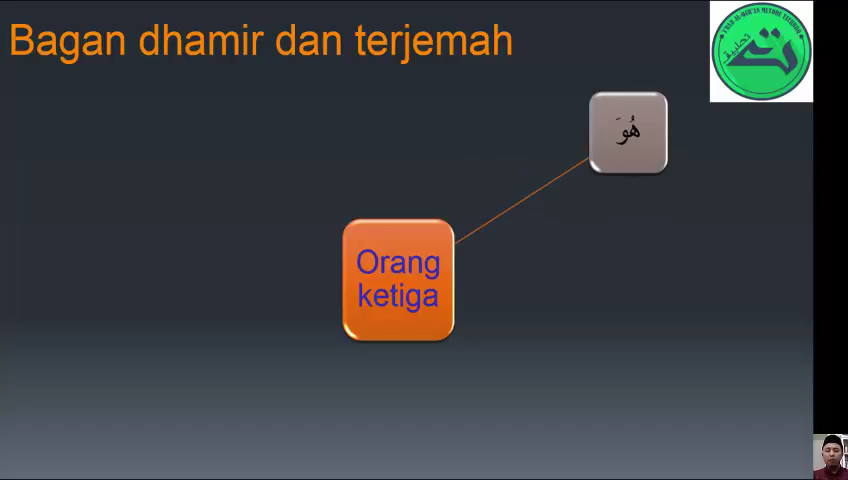 Bagan dhamir dan terjemah
هُوَ
Orang
ketiga